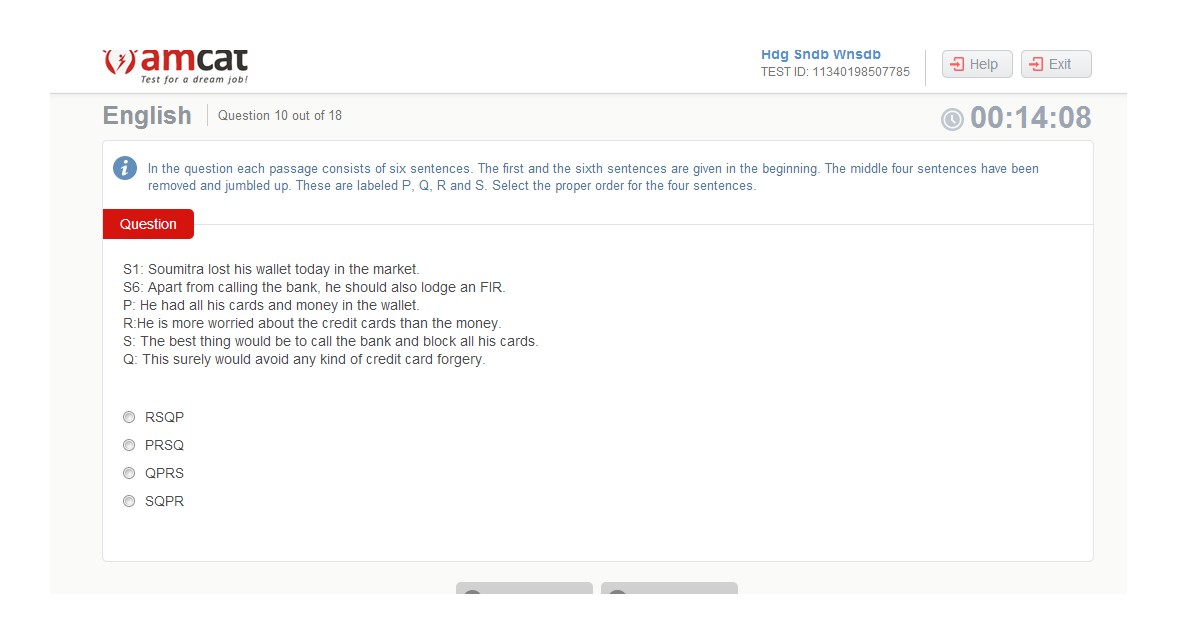 amcat
Test for a dream job!
Hdg Sndb Wnsdb
TEST ID: 11340198507785
Help
Exit
English
Question 10 out of 18
00:14:08
In the question each passage consists of six sentences. The first and the sixth sentences are given in the beginning. The middle four sentences have been
removed and jumbled up. These are labeled P, Q, R and S. Select the proper order for the four sentences.
Question
S1: Soumitra lost his wallet today in the market.
S6: Apart from calling the bank, he should also lodge an FIR.
P: He had all his cards and money in the wallet.
R:He is more worried about the credit cards than the money.
S: The best thing would be to call the bank and block all his cards.
Q: This surely would avoid any kind of credit card forgery.
RSQP
PRSQ
QPRS
SQPR